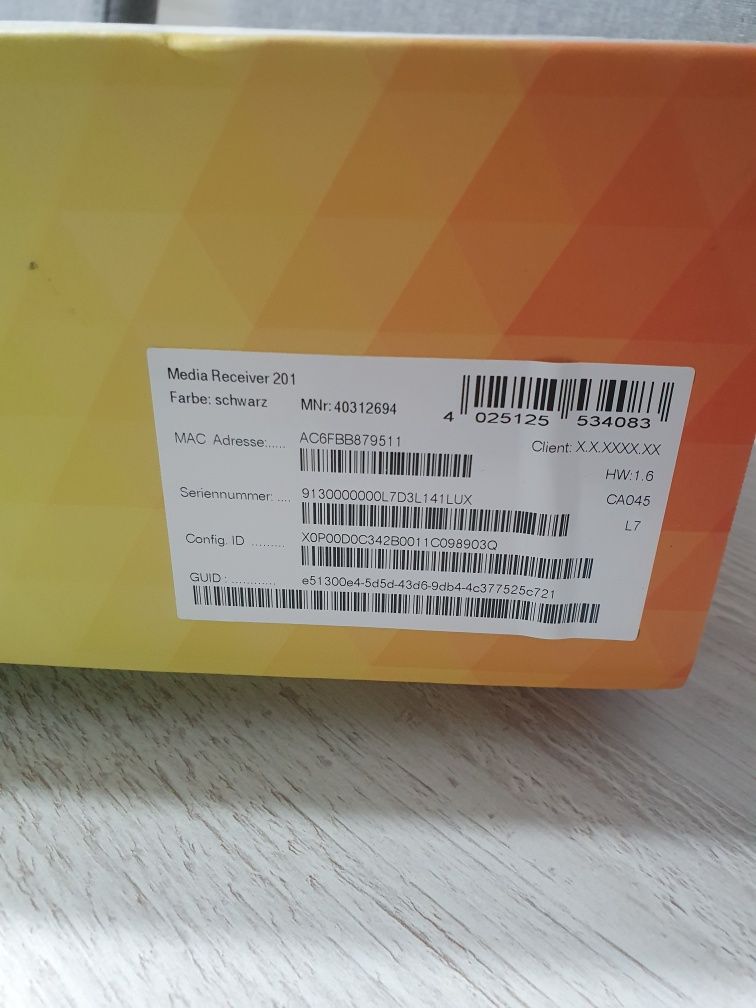 Media Receiver 201
Farbe: schwarz MNr: 40312694
4 025125 534083
MAC Adresse:..... AC6FBB879511
Client: X.X.XXXX.XX
HW:1.6
Seriennummer: .... 9130000000L7D3L141LUX
CA045
L7
Config. ID ......... X0P00D0C342B0011C098903Q
GUID : ............ e51300e4-5d5d-43d6-9db4-4c377525c721